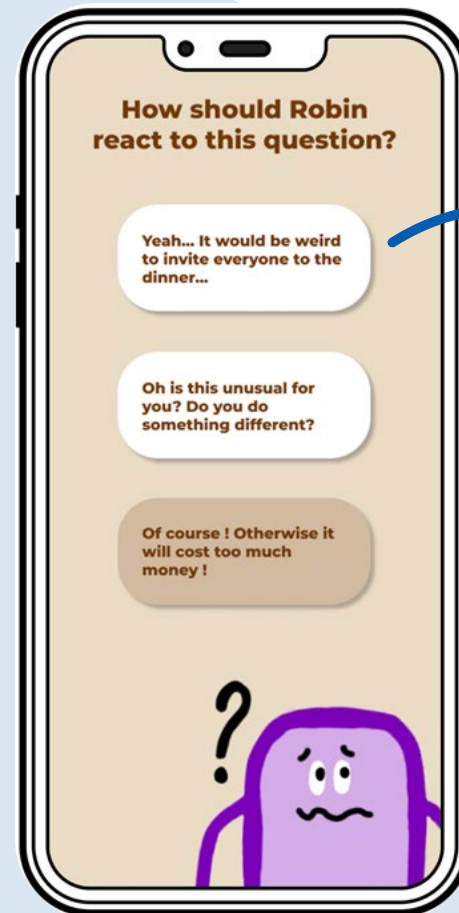 How should Robin
react to this question?
Yeah... It would be weird
to invite everyone to the
dinner...
Oh is this unusual for
you? Do you do
something different?
Of course ! Otherwise it
will cost too much
money !
?